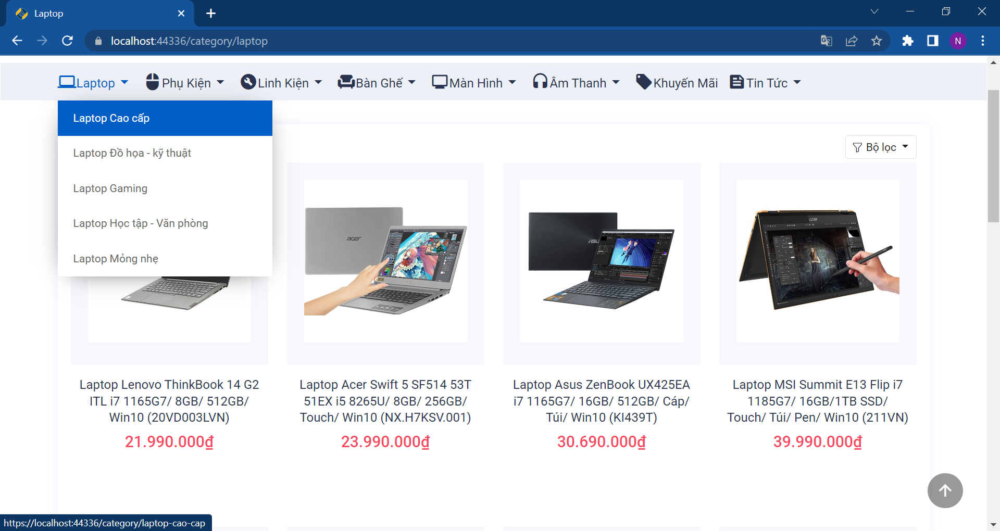 Laptop
localhost:44336/category/laptop
N
Laptop
Phụ Kiện
Linh Kiện
Bàn Ghế
Màn Hình
Âm Thanh
Khuyến Mãi
Tin Tức
Laptop Cao cấp
Laptop Đồ họa - kỹ thuật
Laptop Gaming
Laptop Học tập - Văn phòng
Laptop Mỏng nhẹ
Bộ lọc
acer
msi
Laptop Lenovo ThinkBook 14 G2
ITL i7 1165G7/ 8GB/ 512GB/
Win10 (20VD003LVN)
21.990.000₫
Laptop Acer Swift 5 SF514 53T
51EX i5 8265U/ 8GB/ 256GB/
Touch/ Win10 (NX.H7KSV.001)
23.990.000₫
Laptop Asus ZenBook UX425EA
i7 1165G7/ 16GB/ 512GB/ Cáp/
Túi/ Win10 (KI439T)
30.690.000₫
Laptop MSI Summit E13 Flip i7
1185G7/ 16GB/1TB SSD/
Touch/ Túi/ Pen/ Win10 (211VN)
39.990.000₫
https://localhost:44336/category/laptop-cao-cap